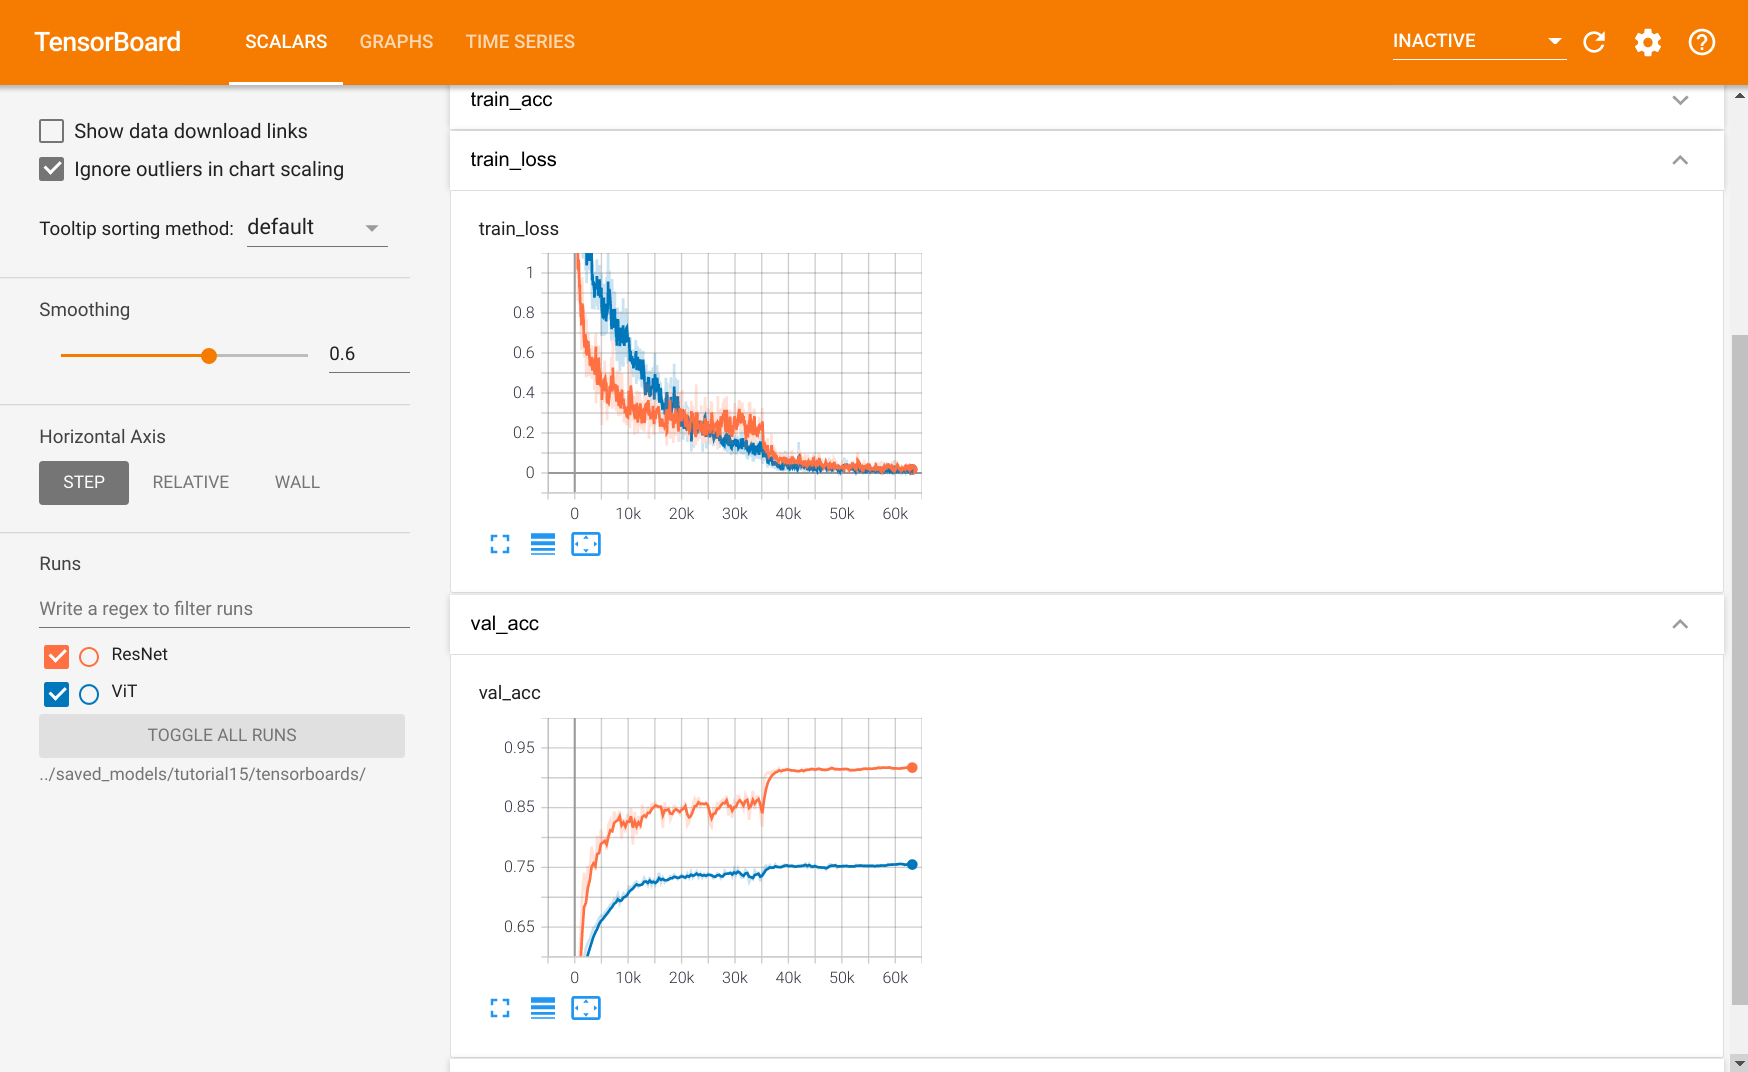 TensorBoard
SCALARS
GRAPHS
TIME SERIES
INACTIVE
Show data download links
Ignore outliers in chart scaling
Tooltip sorting method: default
Smoothing
0.6
Horizontal Axis
STEP RELATIVE WALL
Runs
Write a regex to filter runs
ResNet
ViT
TOGGLE ALL RUNS
../saved_models/tutorial15/tensorboards/
train_acc
train_loss
train_loss
1
0.8
0.6
0.4
0.2
0
0 10k 20k 30k 40k 50k 60k
val_acc
val_acc
0.95
0.85
0.75
0.65
0 10k 20k 30k 40k 50k 60k